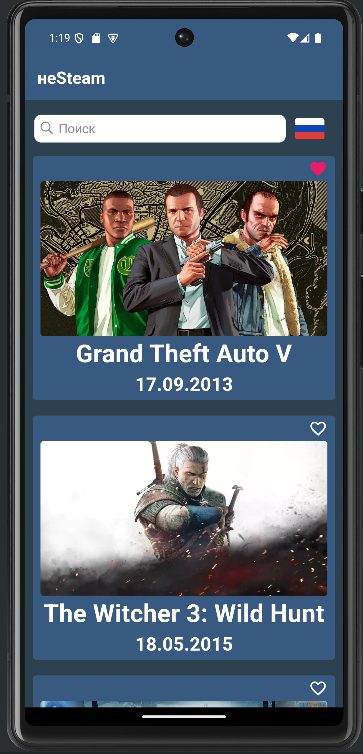 1:19
неSteam
Поиск
Grand Theft Auto V
17.09.2013
The Witcher 3: Wild Hunt
18.05.2015